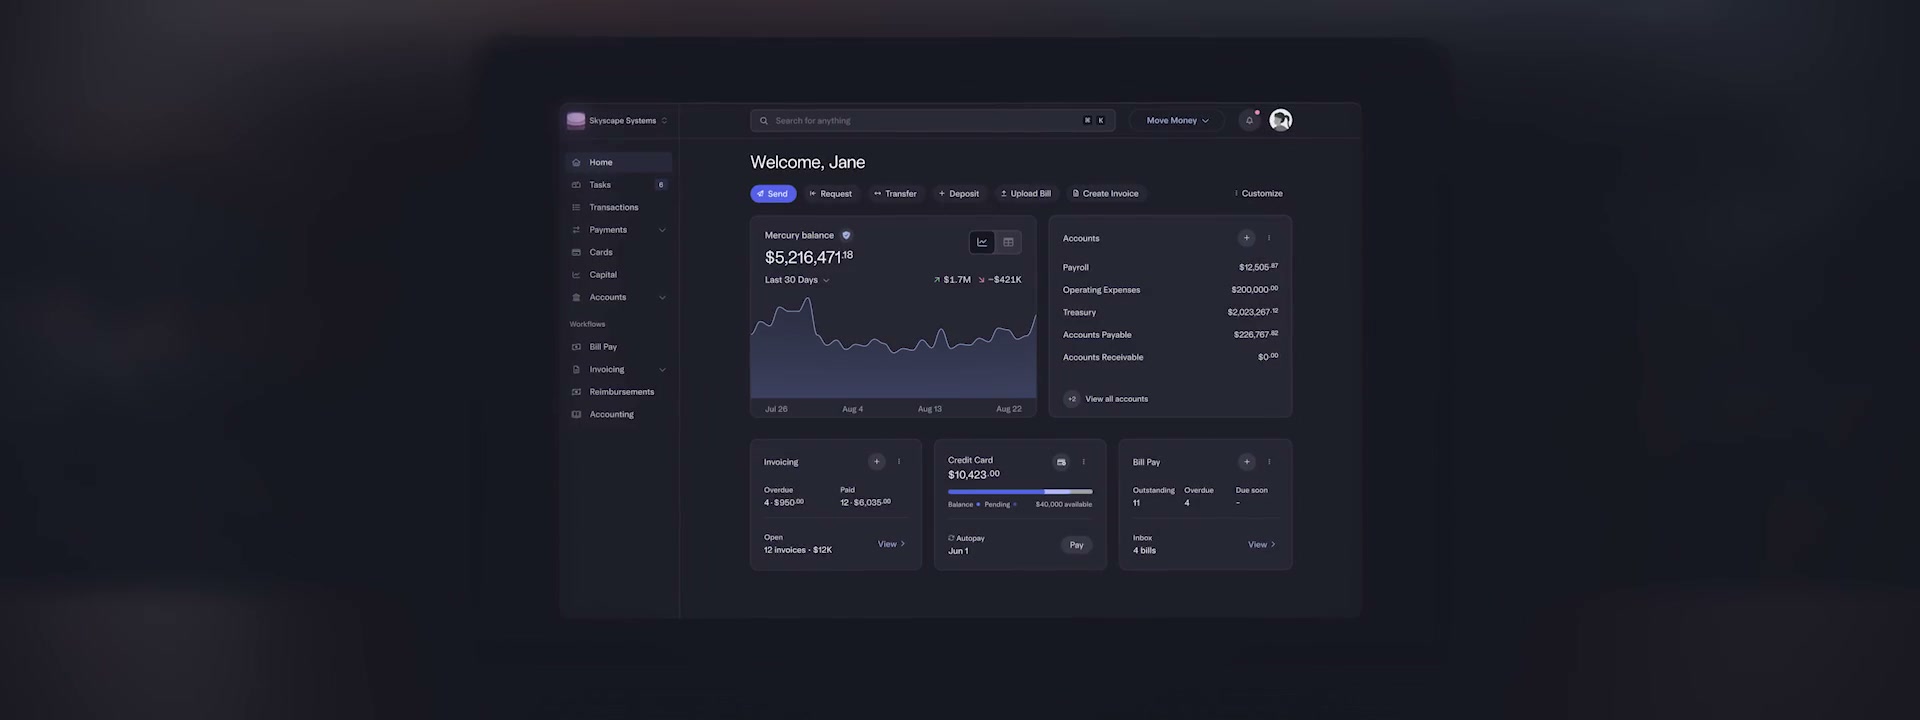 Skyscape Systems
Search for anything
⌘ K
Move Money
Home
Tasks 6
Transactions
Payments
Cards
Capital
Accounts
Workflows
Bill Pay
Invoicing
Reimbursements
Accounting
Welcome, Jane
Send Request Transfer Deposit Upload Bill Create Invoice Customize
Mercury balance
$5,216,471.18
Last 30 Days $1.7M −$421K
Jul 26 Aug 4 Aug 13 Aug 22
Accounts
Payroll $12,505.67
Operating Expenses $200,000.00
Treasury $2,023,267.12
Accounts Payable $226,767.82
Accounts Receivable $0.00
+2 View all accounts
Invoicing
Overdue Paid
4 · $950.00 12 · $6,035.00
Open
12 invoices · $12K View
Credit Card
$10,423.00
Balance Pending $40,000 available
Autopay
Jun 1 Pay
Bill Pay
Outstanding Overdue Due soon
11 4 -
Inbox
4 bills View